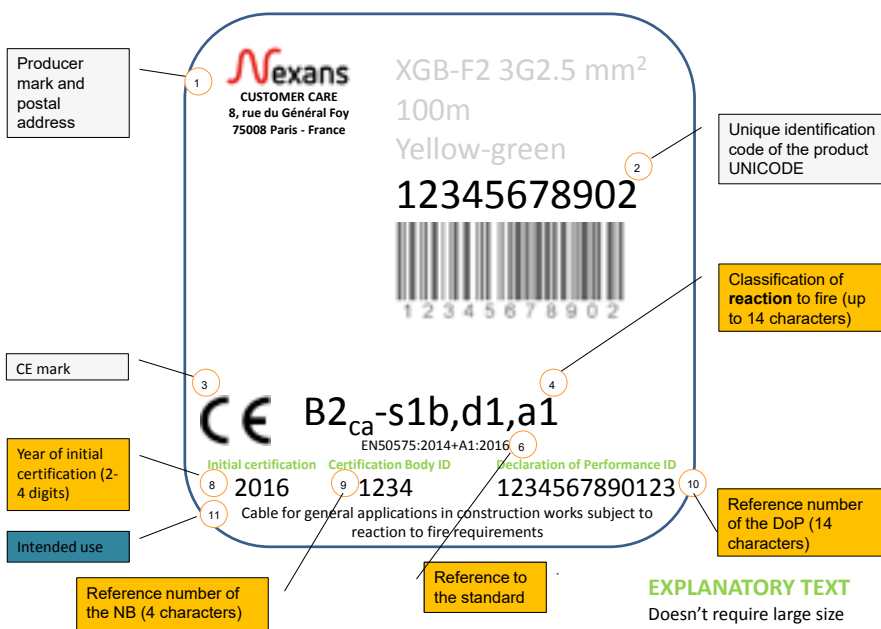 Producer
mark and
postal
address
1
Nexans
CUSTOMER CARE
8, rue du Général Foy
75008 Paris - France
XGB-F2 3G2.5 mm²
100m
Yellow-green
12345678902
2
Unique identification
code of the product
UNICODE
1 2 3 4 5 6 7 8 9 0 2
Classification of
reaction to fire (up
to 14 characters)
CE mark
3
CE
4
B2ca-s1b,d1,a1
EN50575:2014+A1:2016
6
Year of initial
certification (2-
4 digits)
Initial certification
Certification Body ID
Declaration of Performance ID
8
2016
9
1234
1234567890123
10
11
Cable for general applications in construction works subject to
reaction to fire requirements
Reference number
of the DoP (14
characters)
Intended use
Reference number of
the NB (4 characters)
Reference to
the standard
.
EXPLANATORY TEXT
Doesn't require large size